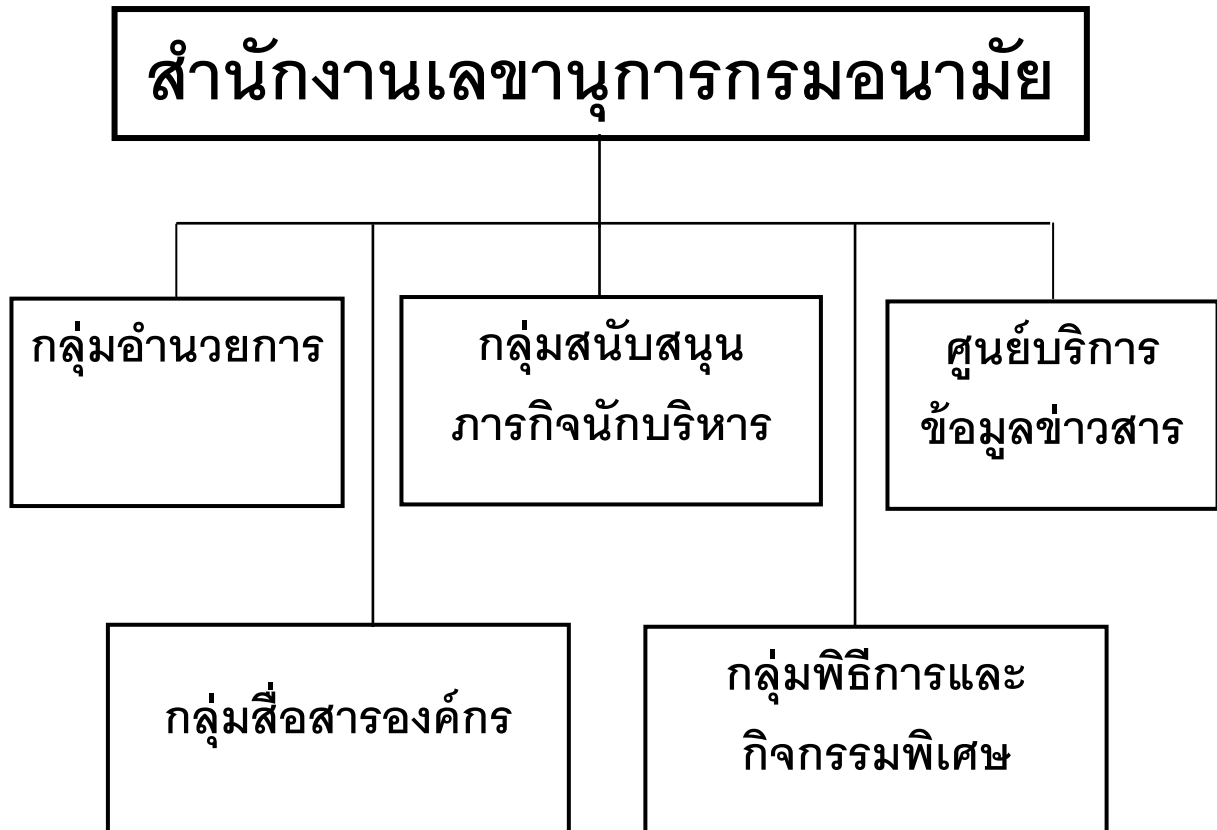 สำนักงานเลขานุการกรมอนามัย
กลุ่มอำนวยการ
กลุ่มสนับสนุน
ภารกิจนักบริหาร
ศูนย์บริการ
ข้อมูลข่าวสาร
กลุ่มสื่อสารองค์กร
กลุ่มพิธีการและ
กิจกรรมพิเศษ